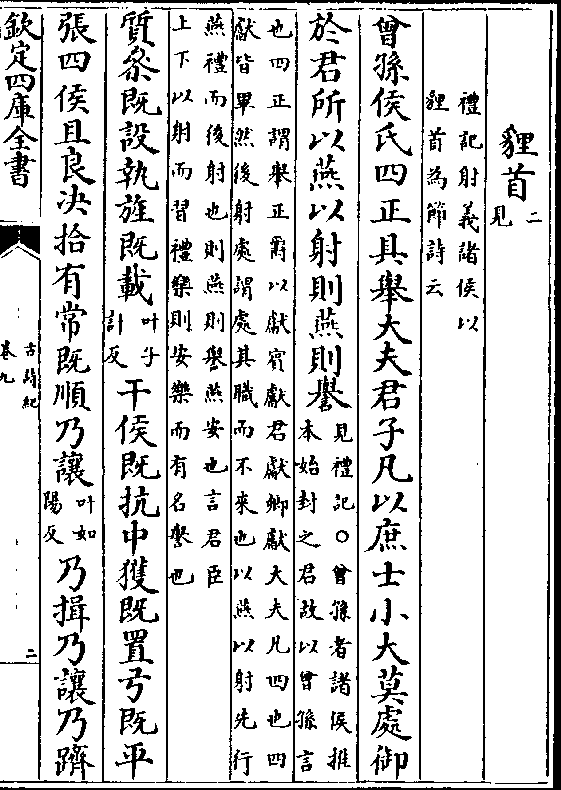 貍首二見
禮記射義諸侯以
貍首為節詩云
曾孫侯氏四正具舉大夫君子凡以庶士小大莫處御
於君所以燕以射則燕則譽
見禮記○曾孫者諸侯推
本始封之君故以曾孫言
也四正謂舉正爵以獻賓獻君獻卿獻大夫凡四也四
獻皆畢然後射處謂處其職而不來也以燕以射先行
燕禮而後射也則燕則譽燕安也言君臣
上下以射而習禮樂則安樂而有名譽也
質參既設執旌既載
叶子
計反
干侯既抗中獲既置弓既平
張四侯且良決拾有常既順乃讓
叶如
陽反
乃揖乃讓乃躋
欽定四庫全書
古詩紀
卷九
二